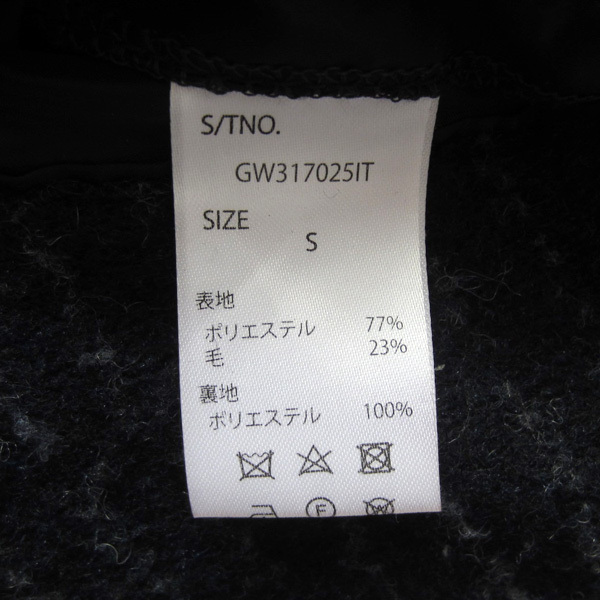 S/TNO.
GW317025IT
SIZE
S
表地
ポリエステル 77%
毛 23%
裏地
ポリエステル 100%
F
W